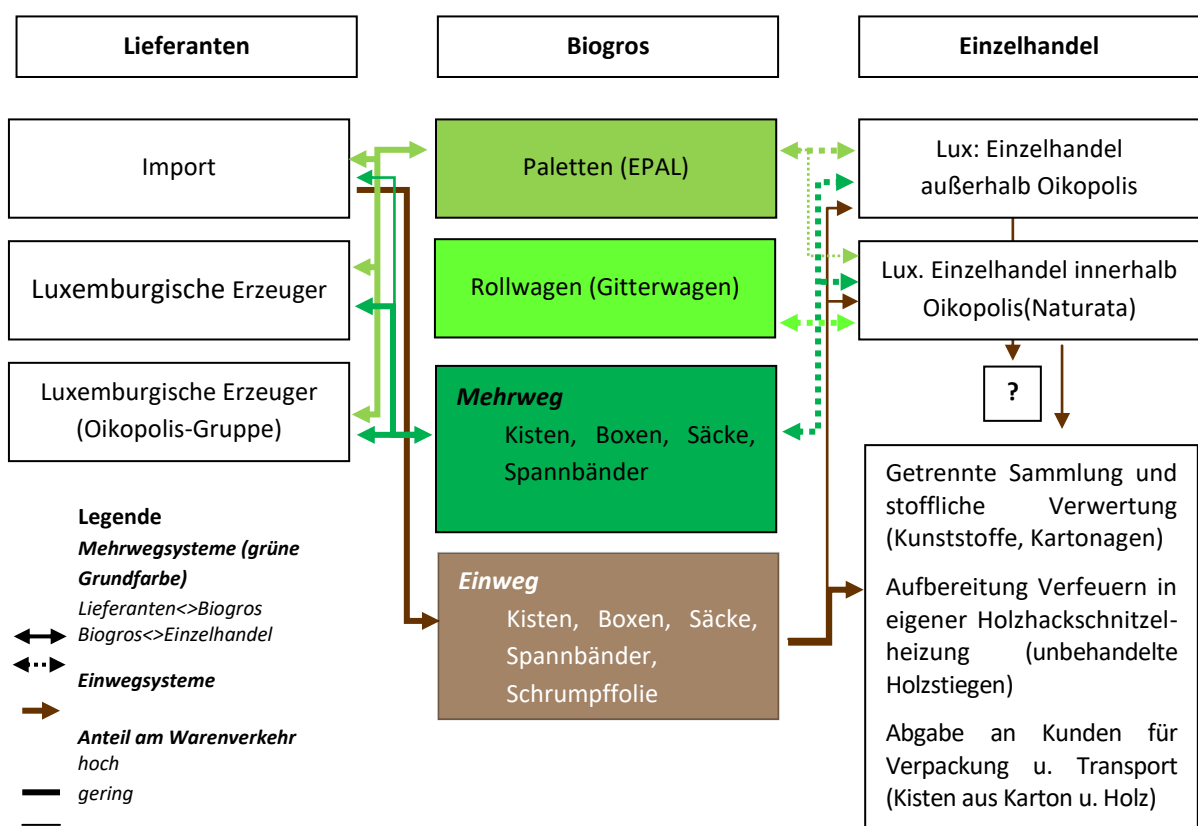 Lieferanten
Biogros
Einzelhandel
Import
Luxemburgische Erzeuger
Luxemburgische Erzeuger
(Oikopolis-Gruppe)
Paletten (EPAL)
Rollwagen (Gitterwagen)
Mehrweg
Kisten, Boxen, Säcke,
Spannbänder
Einweg
Kisten, Boxen, Säcke,
Spannbänder,
Schrumpffolie
Lux: Einzelhandel
außerhalb Oikopolis
Lux. Einzelhandel innerhalb
Oikopolis(Naturata)
?
Getrennte Sammlung und
stoffliche Verwertung
(Kunststoffe, Kartonagen)
Aufbereitung Verfeuern in
eigener Holzhackschnitzel-
heizung (unbehandelte
Holzstiegen)
Abgabe an Kunden für
Verpackung u. Transport
(Kisten aus Karton u. Holz)
Legende
Mehrwegsysteme (grüne
Grundfarbe)
Lieferanten<>Biogros
Biogros<>Einzelhandel
Einwegsysteme
Anteil am Warenverkehr
hoch
gering